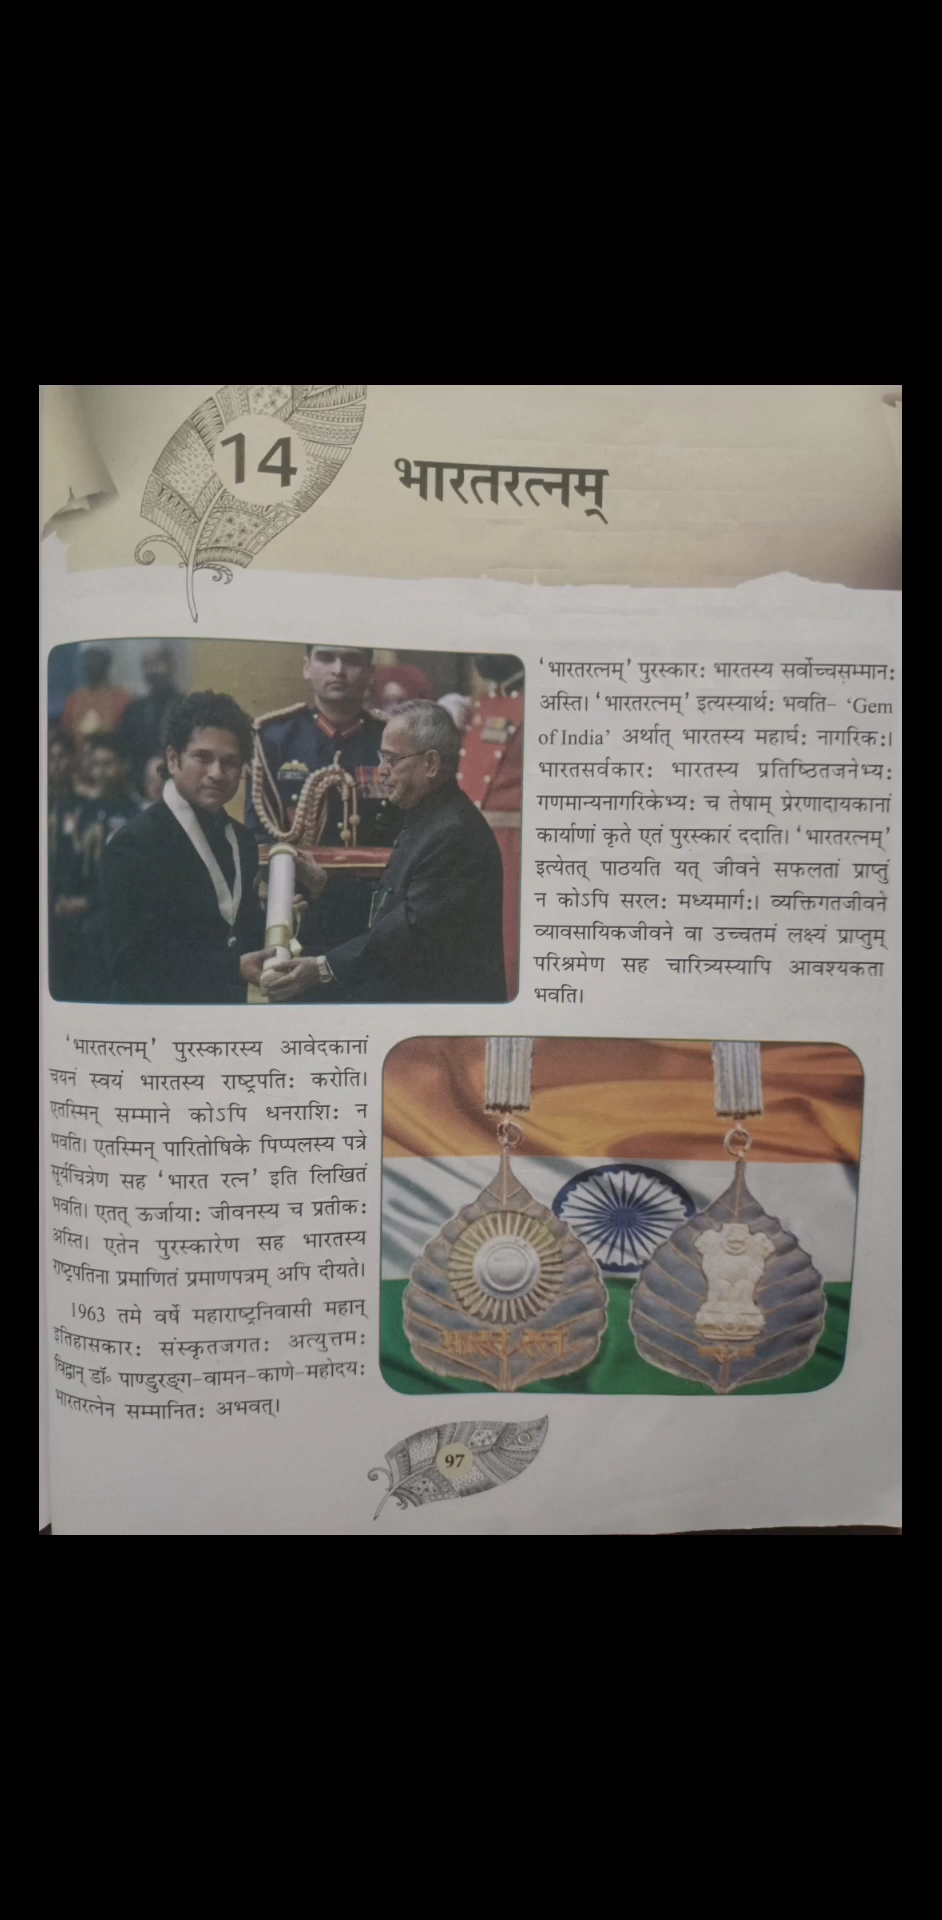 14
भारतरत्नम्
'भारतरत्नम्' पुरस्कारः भारतस्य सर्वोच्चसम्मानः
अस्ति। 'भारतरत्नम्' इत्यस्यार्थः भवति- 'Gem
of India' अर्थात् भारतस्य महार्घः नागरिकः।
भारतसर्वकारः भारतस्य प्रतिष्ठितजनेभ्यः
गणमान्यनागरिकेभ्यः च तेषाम् प्रेरणादायकानां
कार्याणां कृते एतं पुरस्कारं ददाति। 'भारतरत्नम्'
इत्येतत् पाठयति यत् जीवने सफलतां प्राप्तुं
न कोऽपि सरलः मध्यमार्गः। व्यक्तिगतजीवने
व्यावसायिकजीवने वा उच्चतमं लक्ष्यं प्राप्तुम्
परिश्रमेण सह चारित्र्यस्यापि आवश्यकता
भवति।
'भारतरत्नम्' पुरस्कारस्य आवेदकानां
चयनं स्वयं भारतस्य राष्ट्रपतिः करोति।
एतस्मिन् सम्माने कोऽपि धनराशिः न
भवति। एतस्मिन् पारितोषिके पिप्पलस्य पत्रे
सूर्यचित्रेण सह 'भारत रत्न' इति लिखितं
भवति। एतत् ऊर्जायाः जीवनस्य च प्रतीकः
अस्ति। एतेन पुरस्कारेण सह भारतस्य
राष्ट्रपतिना प्रमाणितं प्रमाणपत्रम् अपि दीयते।
1963 तमे वर्षे महाराष्ट्रनिवासी महान्
इतिहासकारः संस्कृतजगतः अत्युत्तमः
विद्वान् डॉ॰ पाण्डुरङ्ग-वामन-काणे-महोदयः
भारतरत्नेन सम्मानितः अभवत्।
भारत रत्न
97